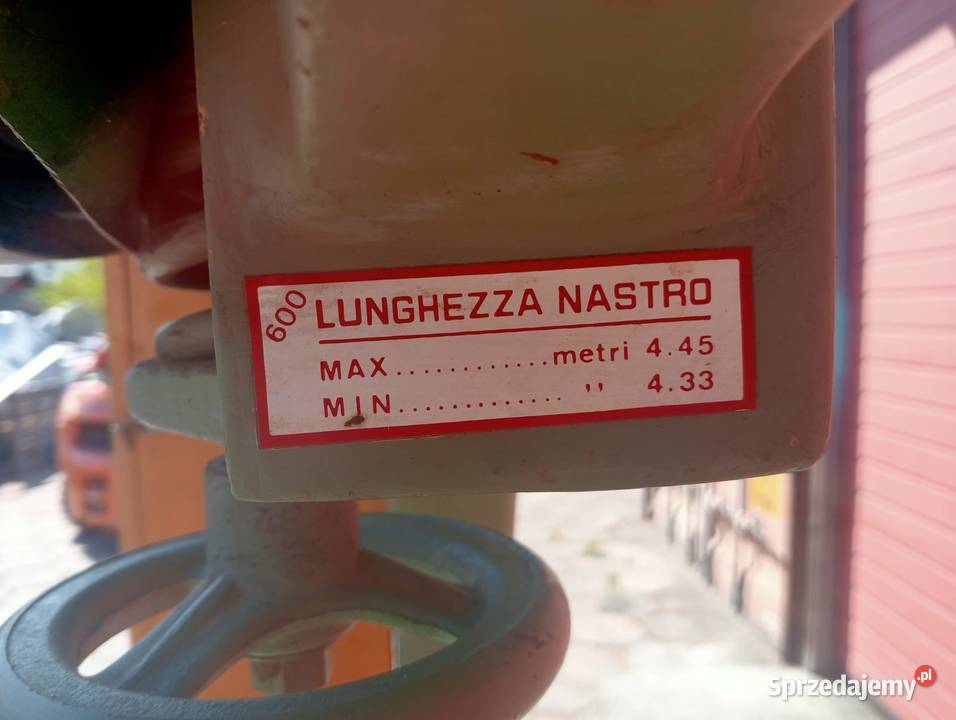 600 LUNGHEZZA NASTRO
MAX............metri 4.45
MIN............. '' 4.33
Sprzedajemy.pl